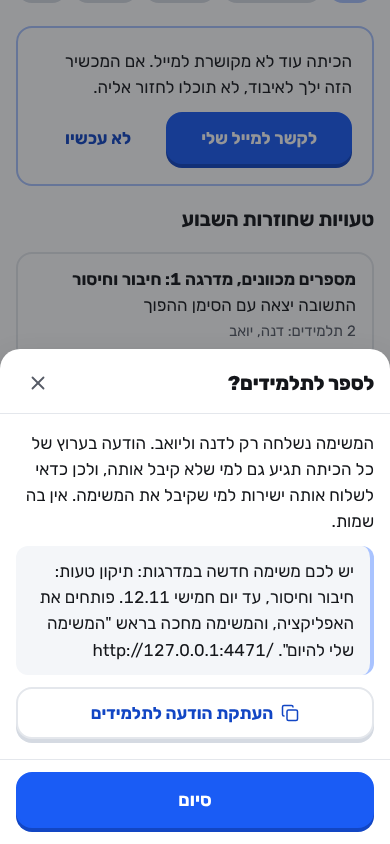 הכיתה עוד לא מקושרת למייל. אם המכשיר
הזה ילך לאיבוד, לא תוכלו לחזור אליה.
לקשר למייל שלי
לא עכשיו
טעויות שחוזרות השבוע
מספרים מכוונים, מדרגה 1: חיבור וחיסור
התשובה יצאה עם הסימן ההפוך
2 תלמידים: דנה, יואב
לספר לתלמידים?
המשימה נשלחה רק לדנה וליואב. הודעה בערוץ של
כל הכיתה תגיע גם למי שלא קיבל אותה, ולכן כדאי
לשלוח אותה ישירות למי שקיבל את המשימה. אין בה
שמות.
יש לכם משימה חדשה במדרגות: תיקון טעות:
חיבור וחיסור, עד יום חמישי 12.11. פותחים את
האפליקציה, והמשימה מחכה בראש "המשימה
שלי להיום". http://127.0.0.1:4471/
העתקת הודעה לתלמידים
סיום